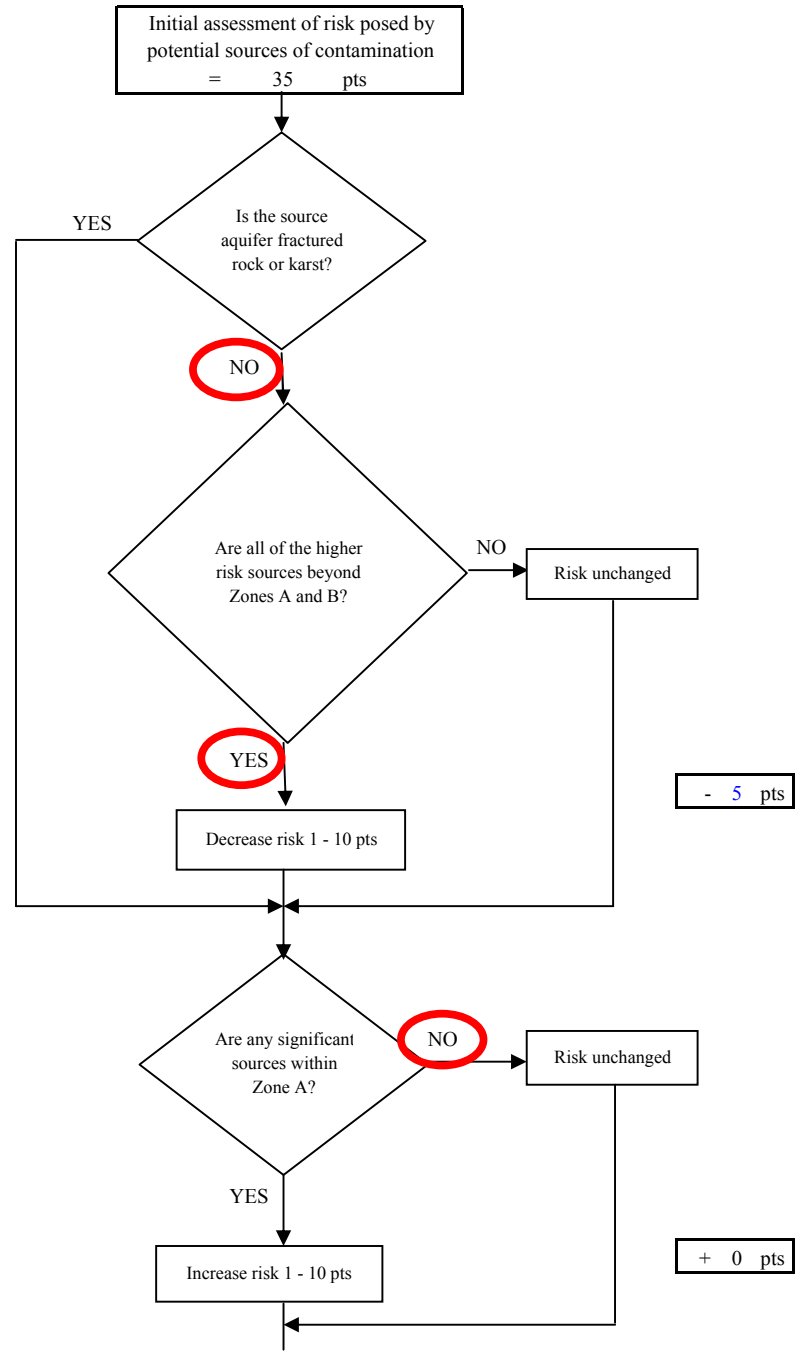 Initial assessment of risk posed by
potential sources of contamination
= 35 pts
YES
Is the source
aquifer fractured
rock or karst?
NO
Are all of the higher
risk sources beyond
Zones A and B?
NO
Risk unchanged
YES
- 5 pts
Decrease risk 1 - 10 pts
Are any significant
sources within
Zone A?
NO
Risk unchanged
YES
+ 0 pts
Increase risk 1 - 10 pts